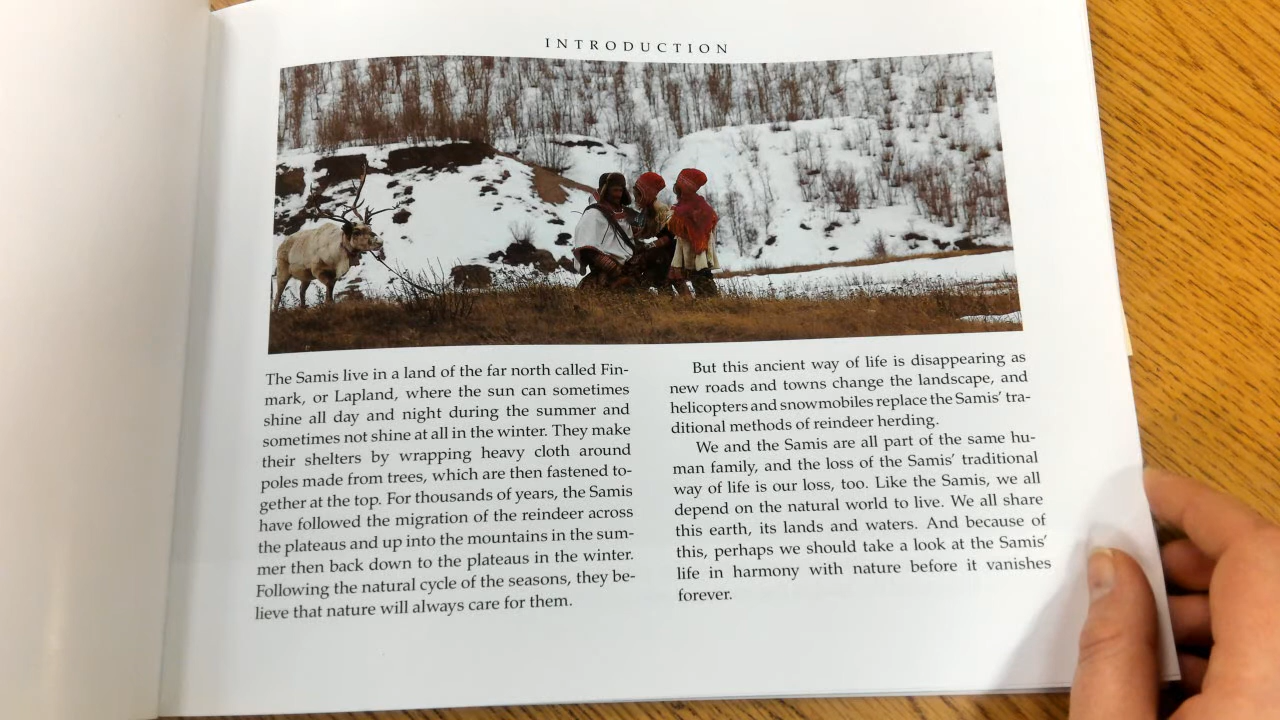 INTRODUCTION
The Samis live in a land of the far north called Fin-
mark, or Lapland, where the sun can sometimes
shine all day and night during the summer and
sometimes not shine at all in the winter. They make
their shelters by wrapping heavy cloth around
poles made from trees, which are then fastened to-
gether at the top. For thousands of years, the Samis
have followed the migration of the reindeer across
the plateaus and up into the mountains in the sum-
mer then back down to the plateaus in the winter.
Following the natural cycle of the seasons, they be-
lieve that nature will always care for them.
But this ancient way of life is disappearing as
new roads and towns change the landscape, and
helicopters and snowmobiles replace the Samis' tra-
ditional methods of reindeer herding.
We and the Samis are all part of the same hu-
man family, and the loss of the Samis' traditional
way of life is our loss, too. Like the Samis, we all
depend on the natural world to live. We all share
this earth, its lands and waters. And because of
this, perhaps we should take a look at the Samis'
life in harmony with nature before it vanishes
forever.